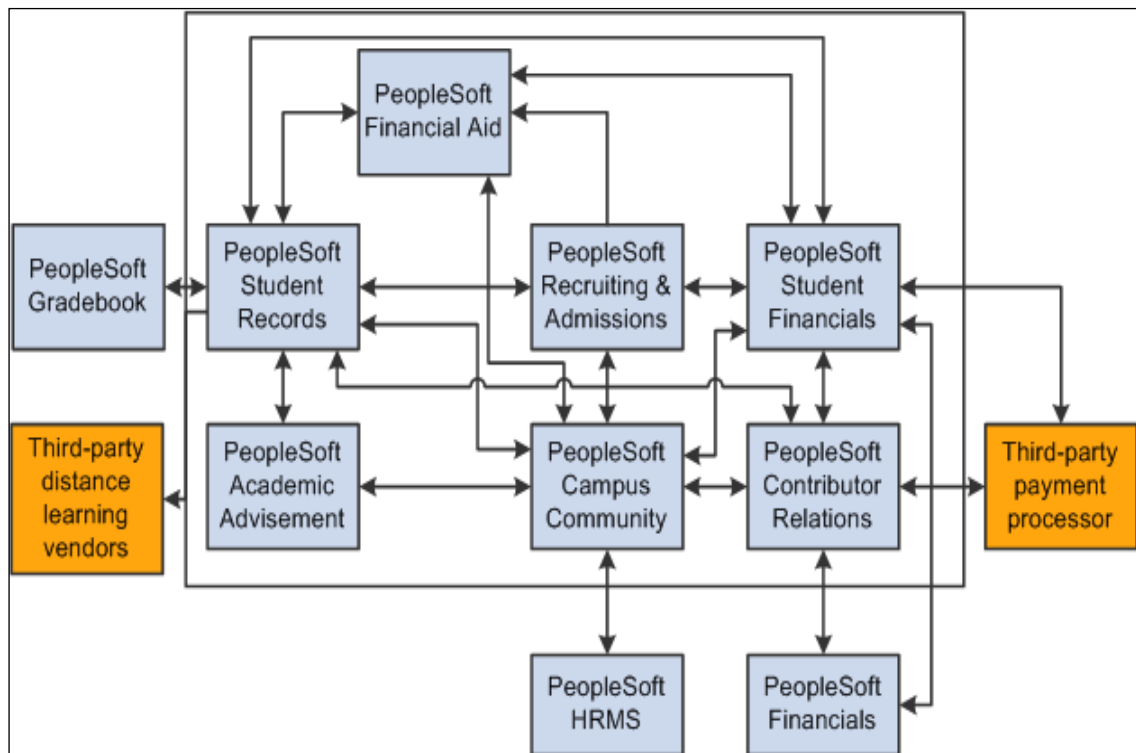 PeopleSoft
Financial Aid
PeopleSoft
Gradebook
PeopleSoft
Student
Records
PeopleSoft
Recruiting &
Admissions
PeopleSoft
Student
Financials
Third-party
distance
learning
vendors
PeopleSoft
Academic
Advisement
PeopleSoft
Campus
Community
PeopleSoft
Contributor
Relations
Third-party
payment
processor
PeopleSoft
HRMS
PeopleSoft
Financials